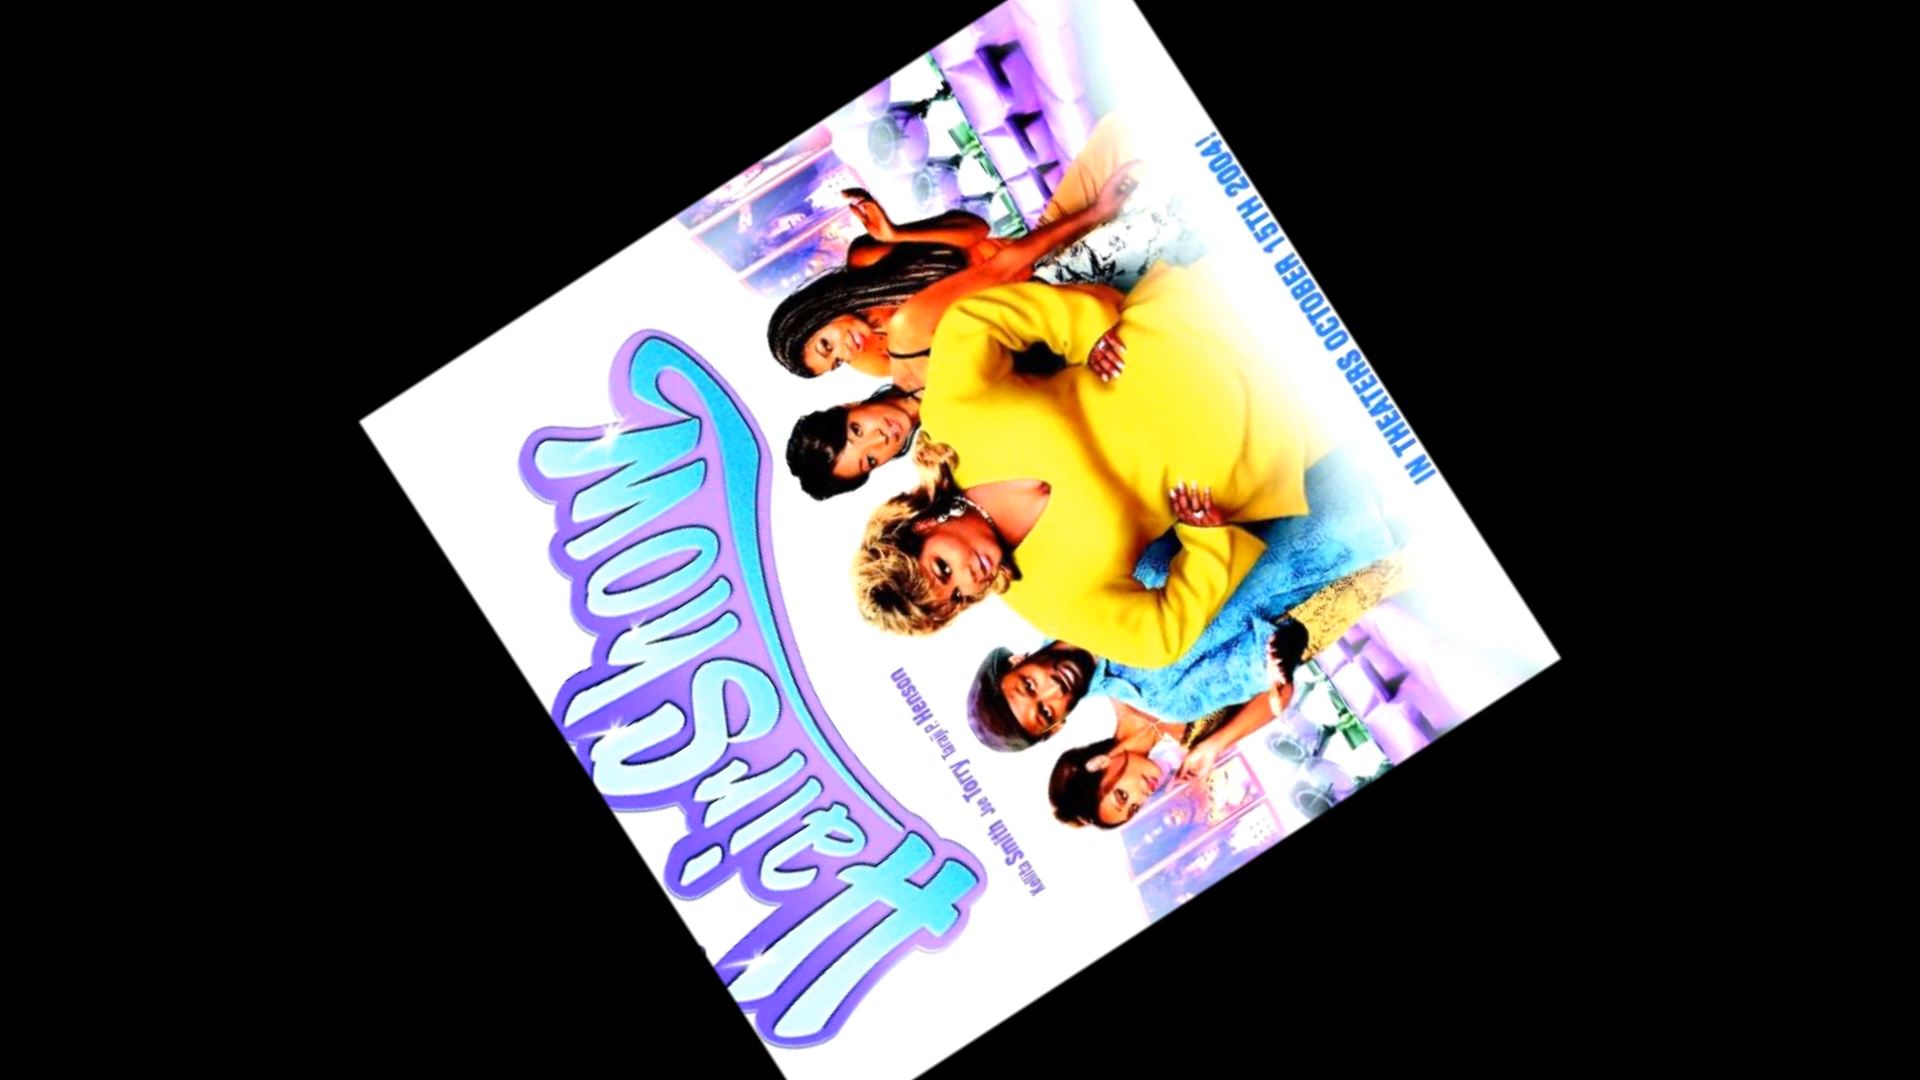 HairShow
Kellita Smith Joe Torry Taraji P. Henson
IN THEATERS OCTOBER 15TH 2004!